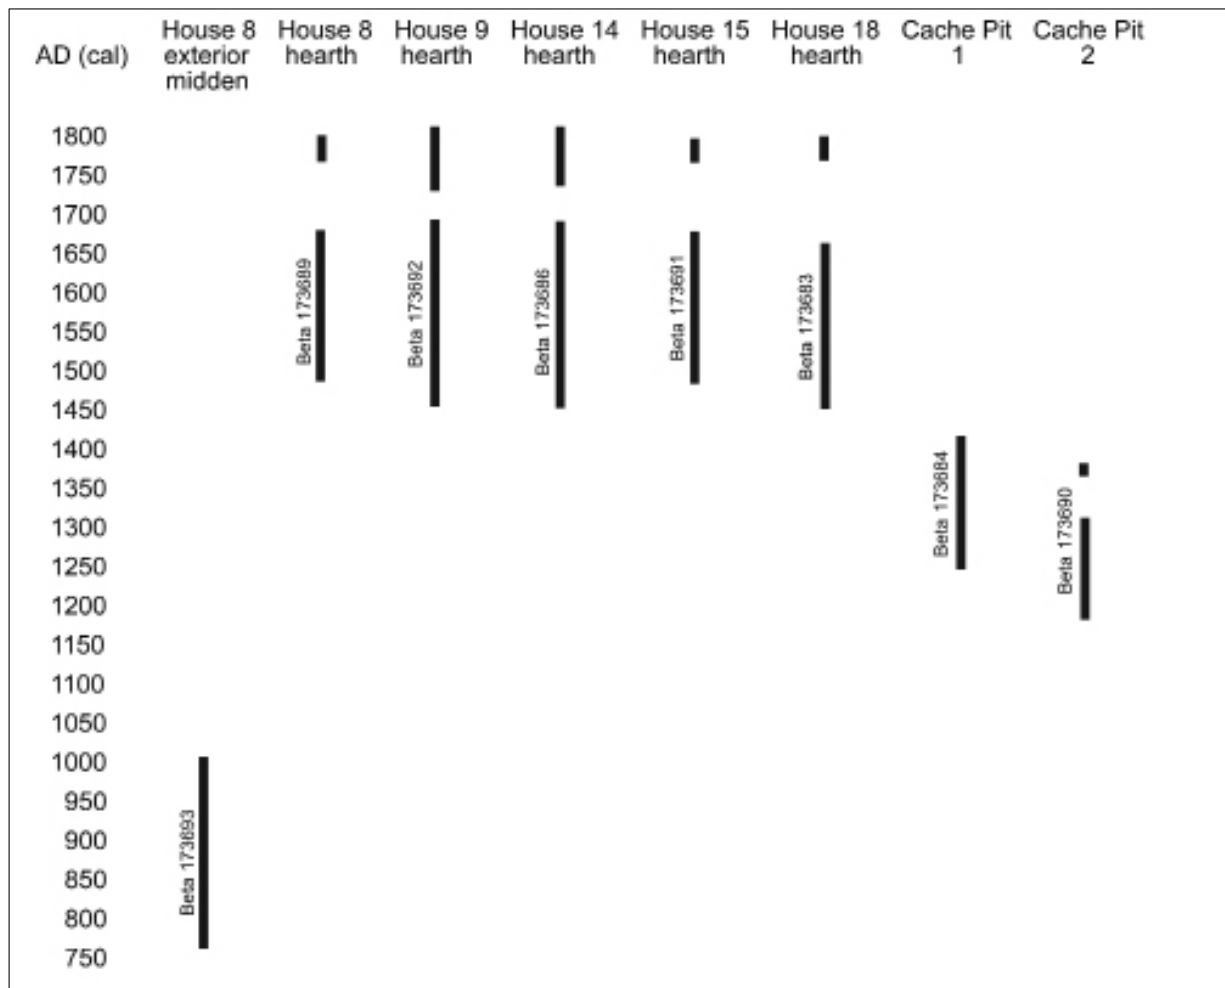 AD (cal)
House 8
exterior
midden
House 8
hearth
House 9
hearth
House 14
hearth
House 15
hearth
House 18
hearth
Cache Pit
1
Cache Pit
2
1800
1750
1700
1650
1600
1550
1500
1450
1400
1350
1300
1250
1200
1150
1100
1050
1000
950
900
850
800
750
Beta 173693
Beta 173689
Beta 173692
Beta 173686
Beta 173691
Beta 173683
Beta 173684
Beta 173690